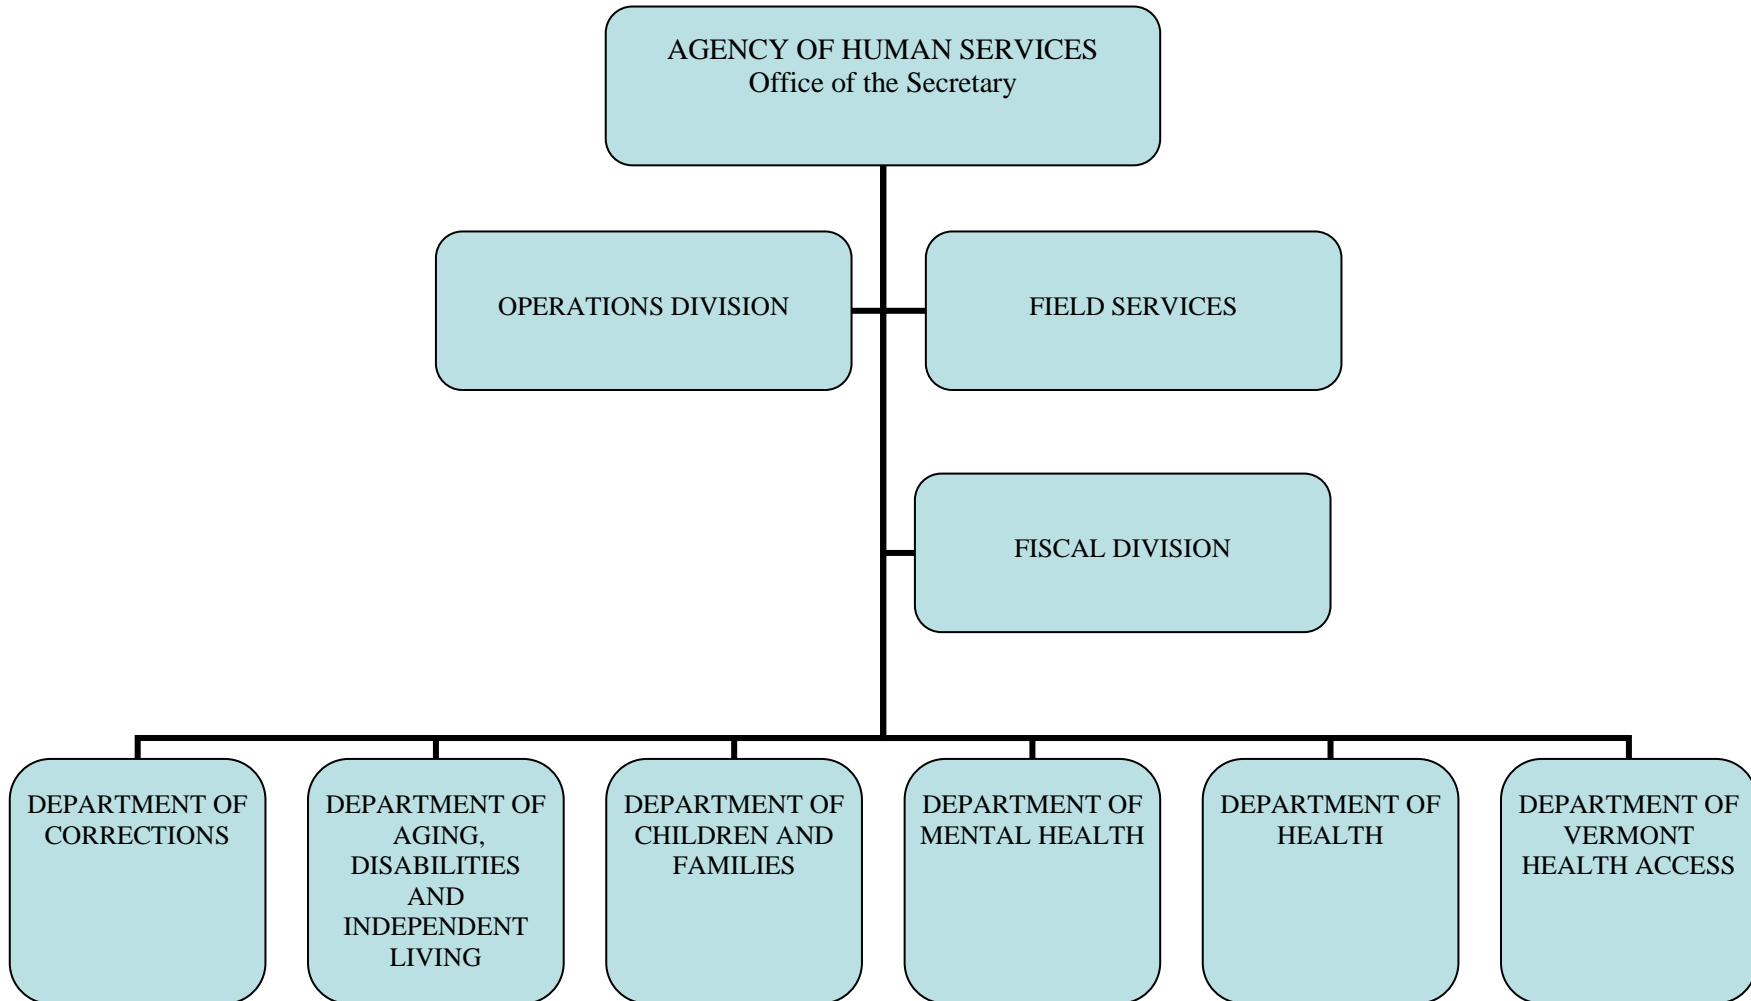 AGENCY OF HUMAN SERVICES
Office of the Secretary
OPERATIONS DIVISION
FIELD SERVICES
FISCAL DIVISION
DEPARTMENT OF
CORRECTIONS
DEPARTMENT OF
AGING,
DISABILITIES
AND
INDEPENDENT
LIVING
DEPARTMENT OF
CHILDREN AND
FAMILIES
DEPARTMENT OF
MENTAL HEALTH
DEPARTMENT OF
HEALTH
DEPARTMENT OF
VERMONT
HEALTH ACCESS